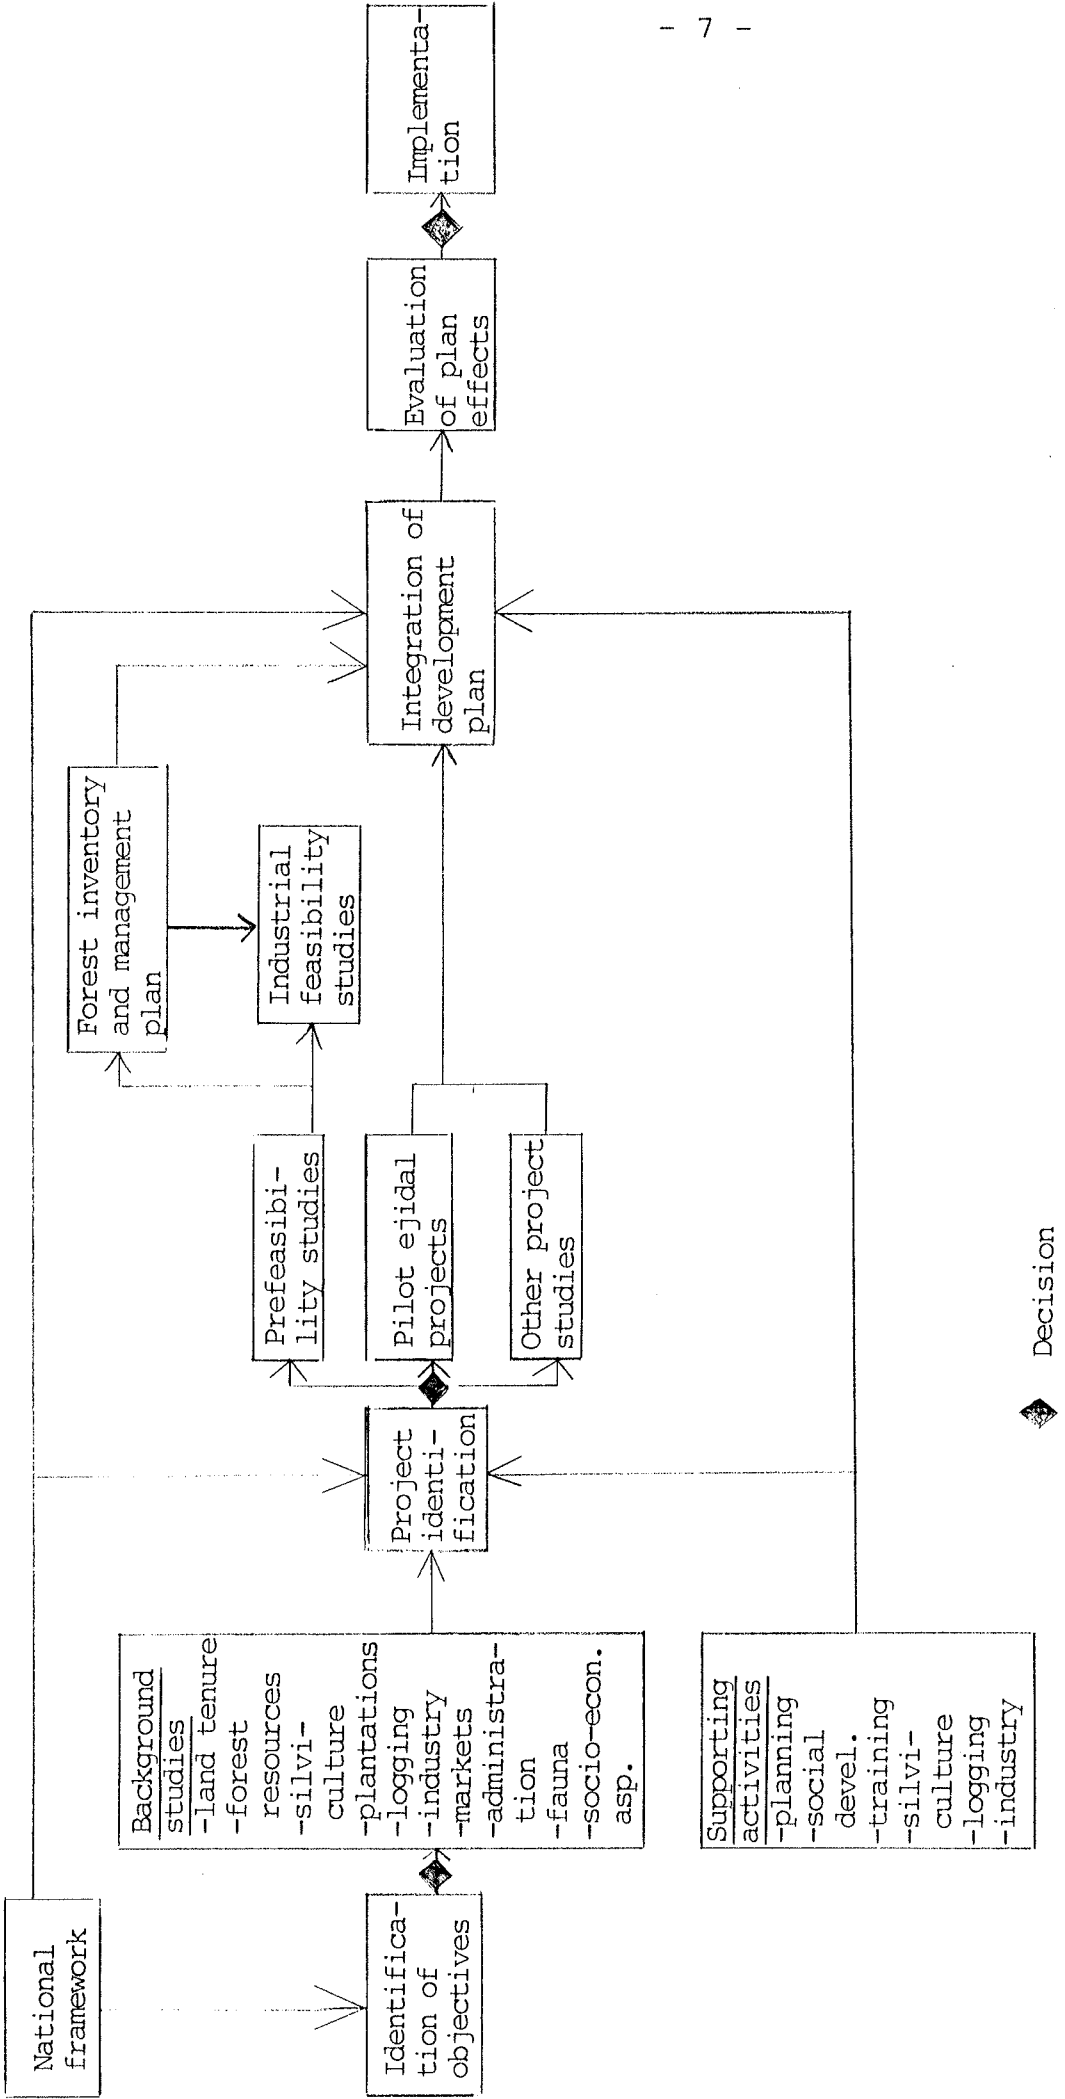 - 7 -
National
framework
Identifica-
tion of
objectives
Background
studies
-land tenure
-forest
resources
-silvi-
culture
-plantations
-logging
-industry
-markets
-administra-
tion
-fauna
-socio-econ.
asp.
Supporting
activities
-planning
-social
devel.
-training
-silvi-
culture
-logging
-industry
Project
identi-
fication
Prefeasibi-
lity studies
Pilot ejidal
projects
Other project
studies
Forest inventory
and management
plan
Industrial
feasibility
studies
Integration of
development
plan
Evaluation
of plan
effects
Implementa-
tion
Decision